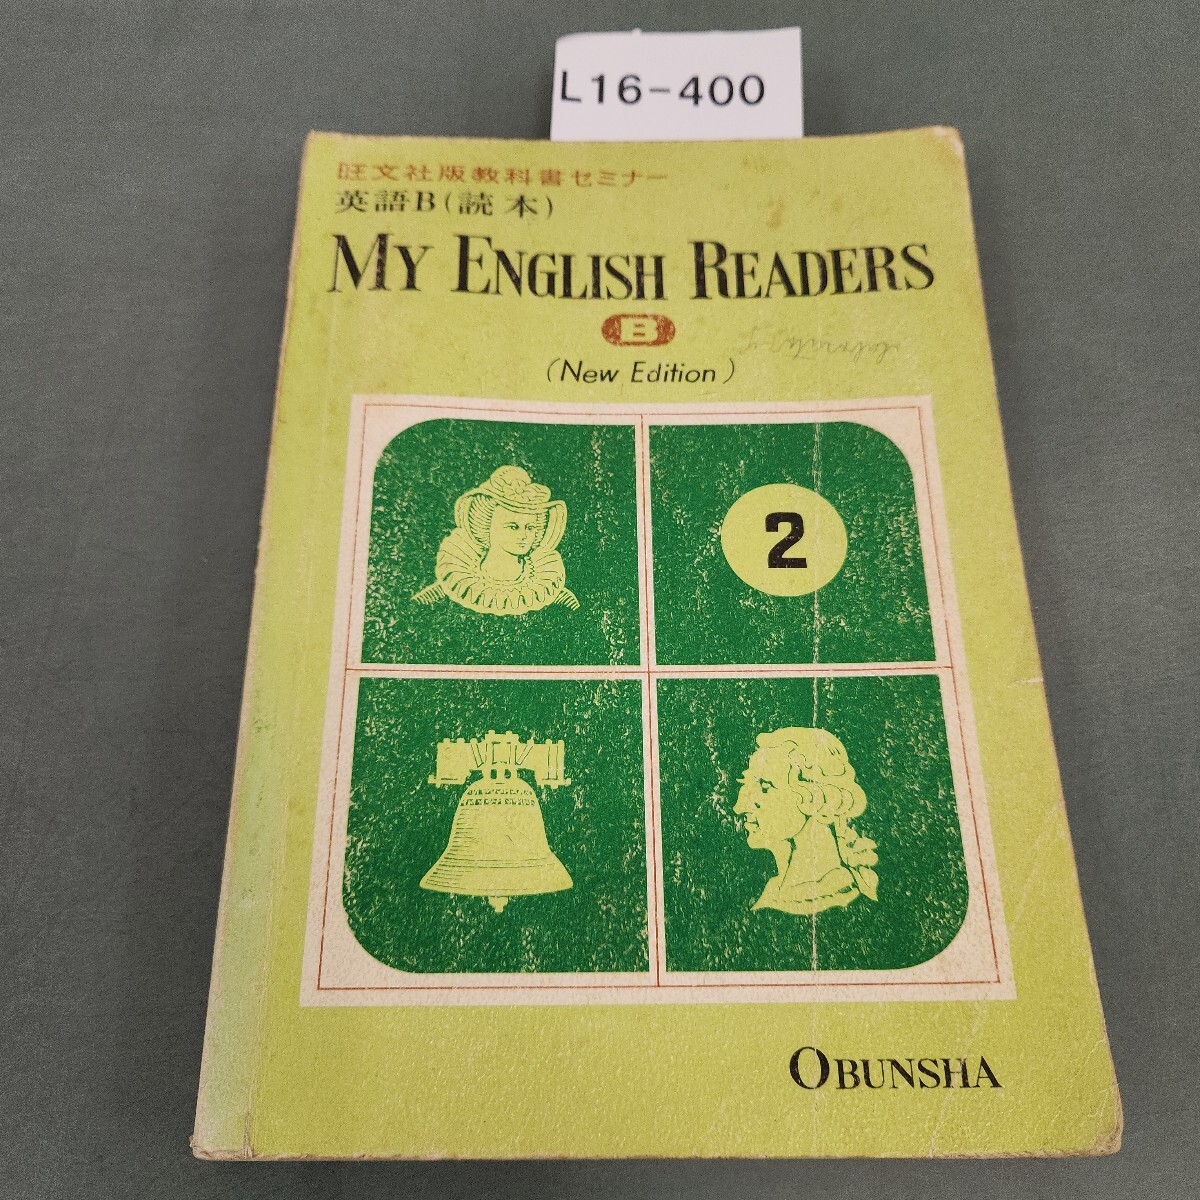 L16-400
旺文社版教科書セミナー
英語B(読本)
MY ENGLISH READERS
B
(New Edition)
2
OBUNSHA